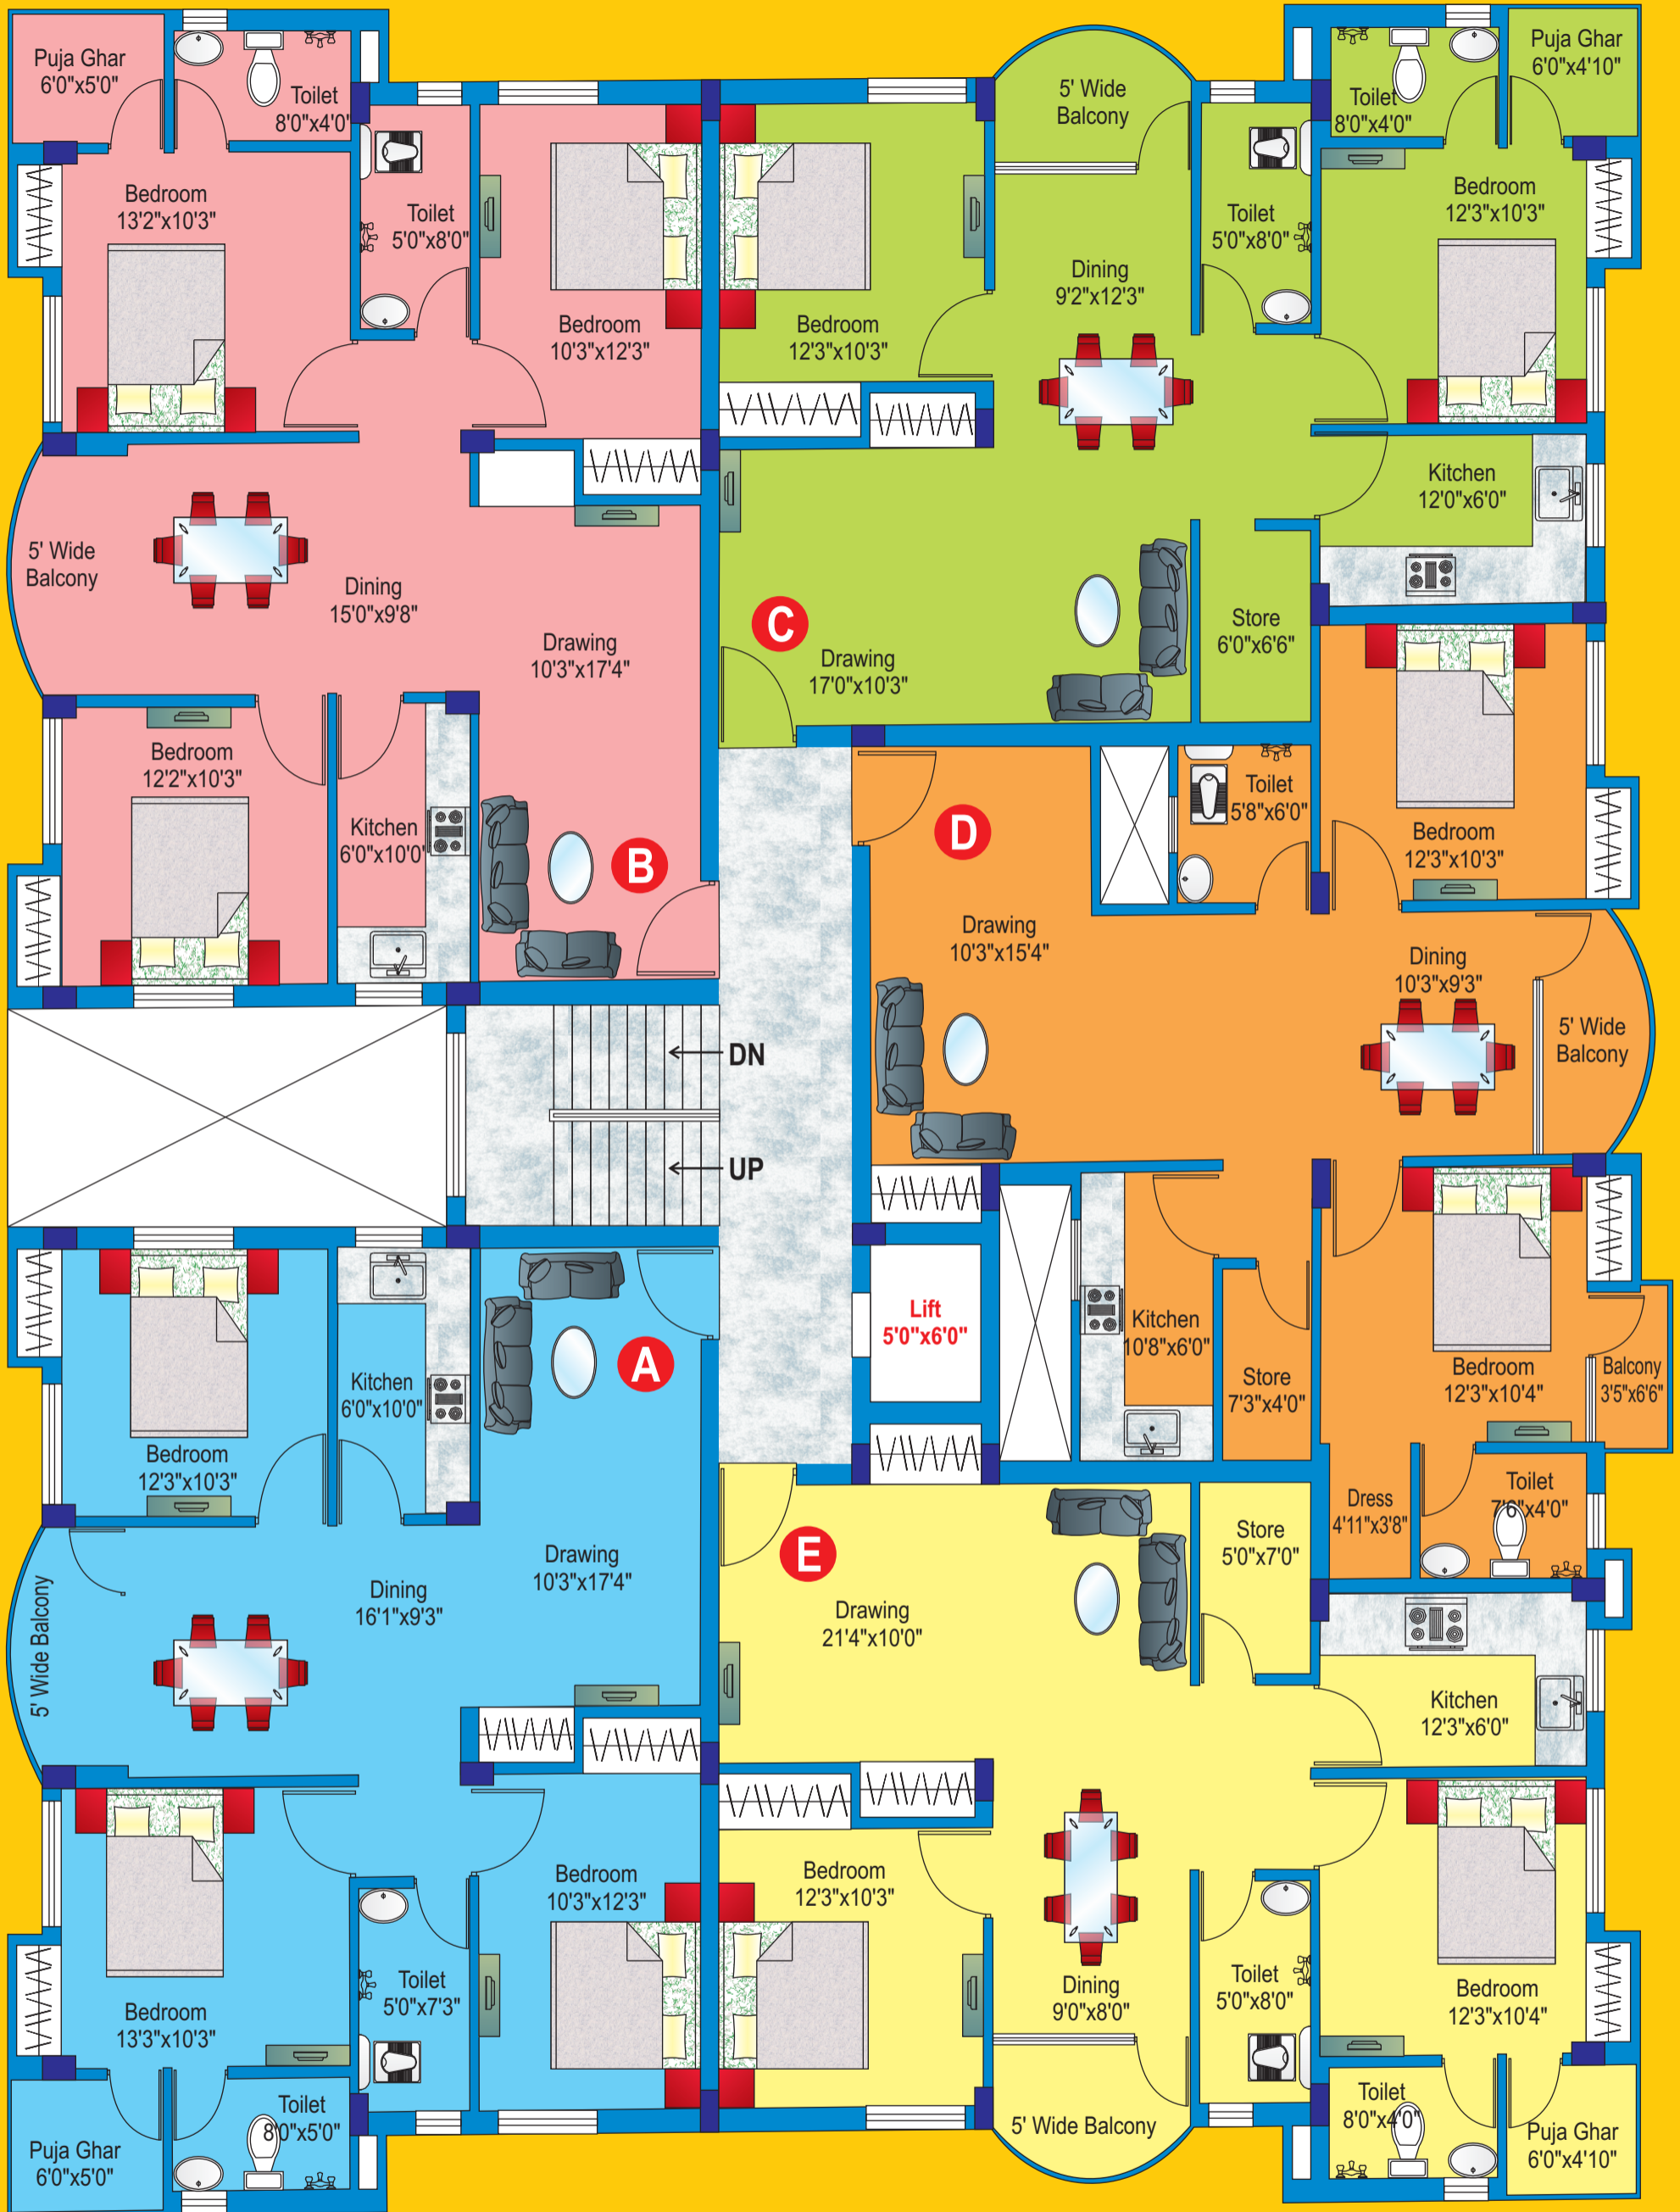 Puja Ghar
6'0"x5'0"
Toilet
8'0"x4'0"
Bedroom
13'2"x10'3"
Toilet
5'0"x8'0"
Bedroom
10'3"x12'3"
5' Wide
Balcony
Dining
15'0"x9'8"
Drawing
10'3"x17'4"
Bedroom
12'2"x10'3"
Kitchen
6'0"x10'0"
B
5' Wide
Balcony
Toilet
8'0"x4'0"
Puja Ghar
6'0"x4'10"
Toilet
5'0"x8'0"
Bedroom
12'3"x10'3"
Dining
9'2"x12'3"
Bedroom
12'3"x10'3"
Kitchen
12'0"x6'0"
C
Store
6'0"x6'6"
Drawing
17'0"x10'3"
D
Toilet
5'8"x6'0"
Bedroom
12'3"x10'3"
Drawing
10'3"x15'4"
Dining
10'3"x9'3"
5' Wide
Balcony
DN
UP
Lift
5'0"x6'0"
Kitchen
10'8"x6'0"
Store
7'3"x4'0"
Bedroom
12'3"x10'4"
Balcony
3'5"x6'6"
Dress
4'11"x3'8"
Toilet
7'6"x4'0"
A
Kitchen
6'0"x10'0"
Bedroom
12'3"x10'3"
Drawing
10'3"x17'4"
Dining
16'1"x9'3"
5' Wide Balcony
Bedroom
10'3"x12'3"
Toilet
5'0"x7'3"
Bedroom
13'3"x10'3"
Toilet
8'0"x5'0"
Puja Ghar
6'0"x5'0"
E
Store
5'0"x7'0"
Drawing
21'4"x10'0"
Kitchen
12'3"x6'0"
Bedroom
12'3"x10'3"
Dining
9'0"x8'0"
Toilet
5'0"x8'0"
Bedroom
12'3"x10'4"
5' Wide Balcony
Toilet
8'0"x4'0"
Puja Ghar
6'0"x4'10"